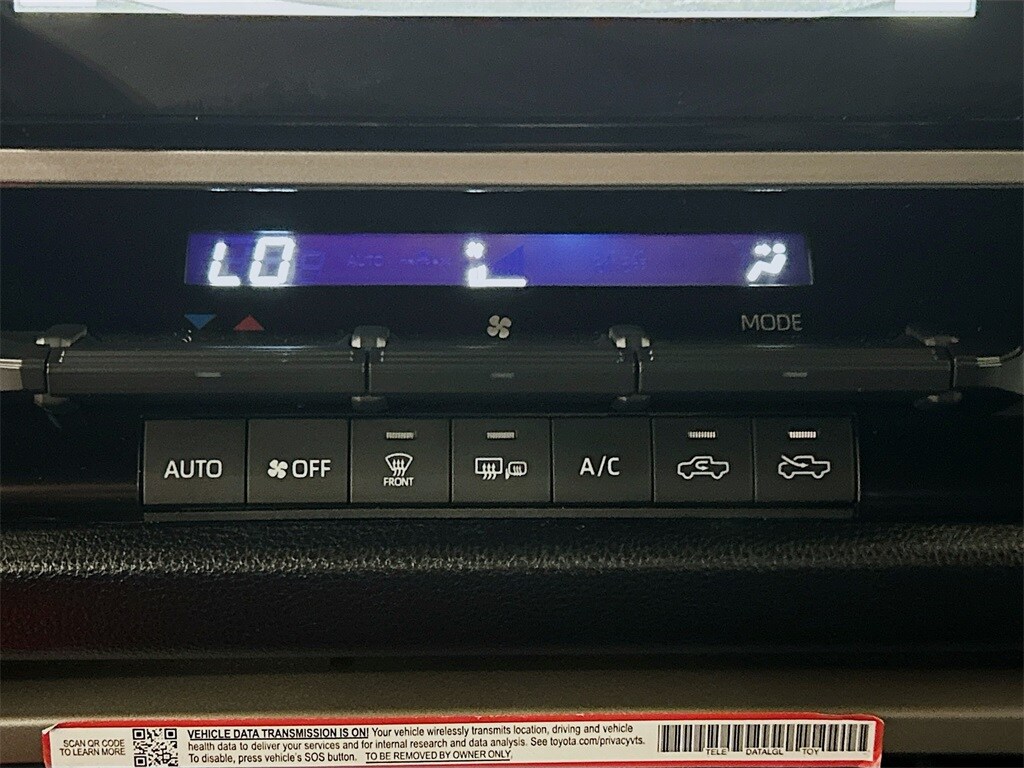 LO
MODE
AUTO
OFF
FRONT
A/C
SCAN QR CODE
TO LEARN MORE
VEHICLE DATA TRANSMISSION IS ON! Your vehicle wirelessly transmits location, driving and vehicle
health data to deliver your services and for internal research and data analysis. See toyota.com/privacyvts.
To disable, press vehicle's SOS button. TO BE REMOVED BY OWNER ONLY.
TELE DATALGL TOY